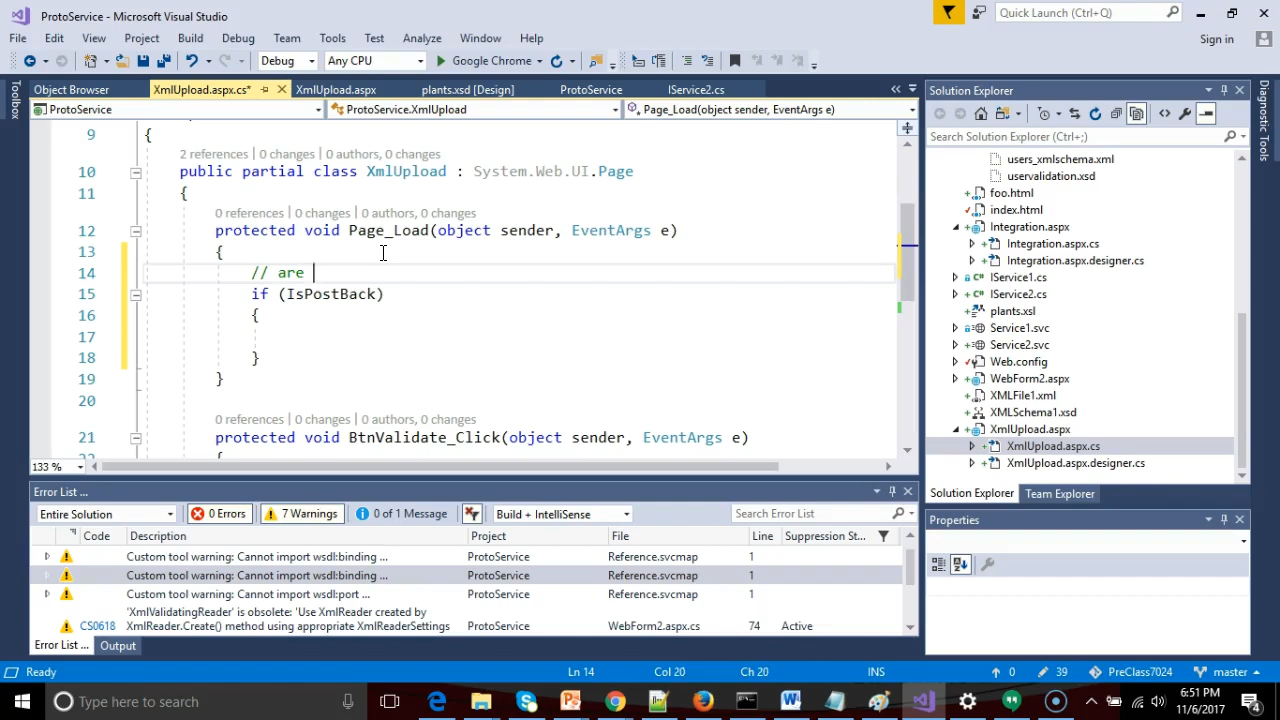 ProtoService - Microsoft Visual Studio
Quick Launch (Ctrl+Q)
File Edit View Project Build Debug Team Tools Test Analyze Window Help
Sign in
Debug Any CPU Google Chrome
Toolbox
Object Browser XmlUpload.aspx.cs* XmlUpload.aspx plants.xsd [Design] ProtoService IService2.cs
ProtoService ProtoService.XmlUpload Page_Load(object sender, EventArgs e)
9 {
2 references | 0 changes | 0 authors, 0 changes
10 public partial class XmlUpload : System.Web.UI.Page
11 {
0 references | 0 changes | 0 authors, 0 changes
12 protected void Page_Load(object sender, EventArgs e)
13 {
14 // are
15 if (IsPostBack)
16 {
17
18 }
19 }
20
0 references | 0 changes | 0 authors, 0 changes
21 protected void BtnValidate_Click(object sender, EventArgs e)
133 %
Solution Explorer
Search Solution Explorer (Ctrl+;)
users_xmlschema.xml
uservalidation.xsd
foo.html
index.html
Integration.aspx
Integration.aspx.cs
Integration.aspx.designer.cs
IService1.cs
IService2.cs
plants.xsl
Service1.svc
Service2.svc
Web.config
WebForm2.aspx
XMLFile1.xml
XMLSchema1.xsd
XmlUpload.aspx
XmlUpload.aspx.cs
XmlUpload.aspx.designer.cs
Solution Explorer Team Explorer
Properties
Diagnostic Tools
Error List ...
Entire Solution 0 Errors 7 Warnings 0 of 1 Message Build + IntelliSense Search Error List
Code Description Project File Line Suppression St...
Custom tool warning: Cannot import wsdl:binding ... ProtoService Reference.svcmap 1
Custom tool warning: Cannot import wsdl:binding ... ProtoService Reference.svcmap 1
Custom tool warning: Cannot import wsdl:port ... ProtoService Reference.svcmap 1
'XmlValidatingReader' is obsolete: 'Use XmlReader created by
CS0618 XmlReader.Create() method using appropriate XmlReaderSettings WebForm2.aspx.cs 74 Active
Error List ... Output
Ready Ln 14 Col 20 Ch 20 INS 0 39 PreClass7024 master
Type here to search
6:51 PM
11/6/2017